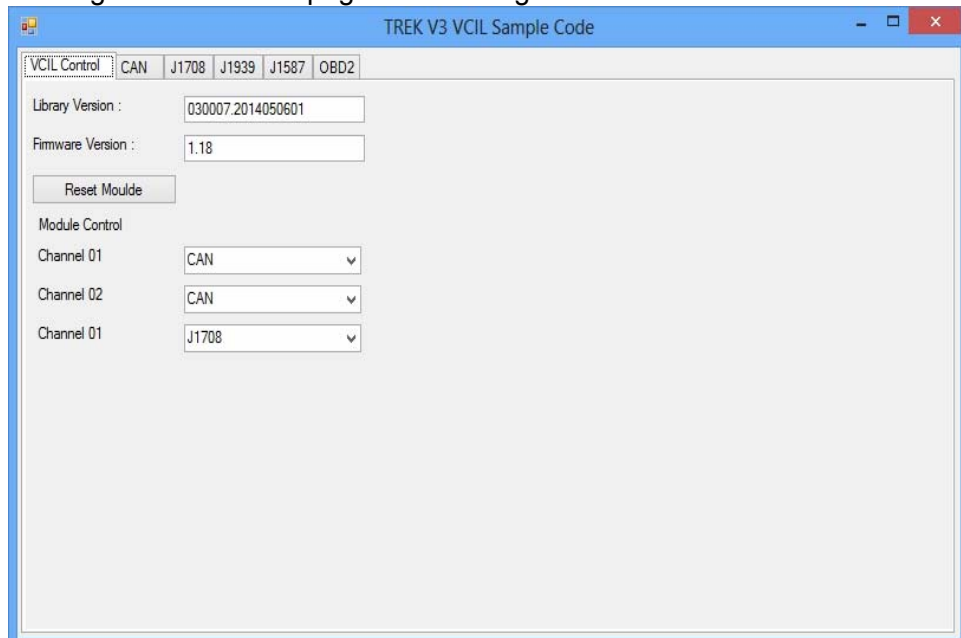 TREK V3 VCIL Sample Code
VCIL Control CAN J1708 J1939 J1587 OBD2
Library Version : 030007.2014050601
Firmware Version : 1.18
Reset Moulde
Module Control
Channel 01 CAN
Channel 02 CAN
Channel 01 J1708